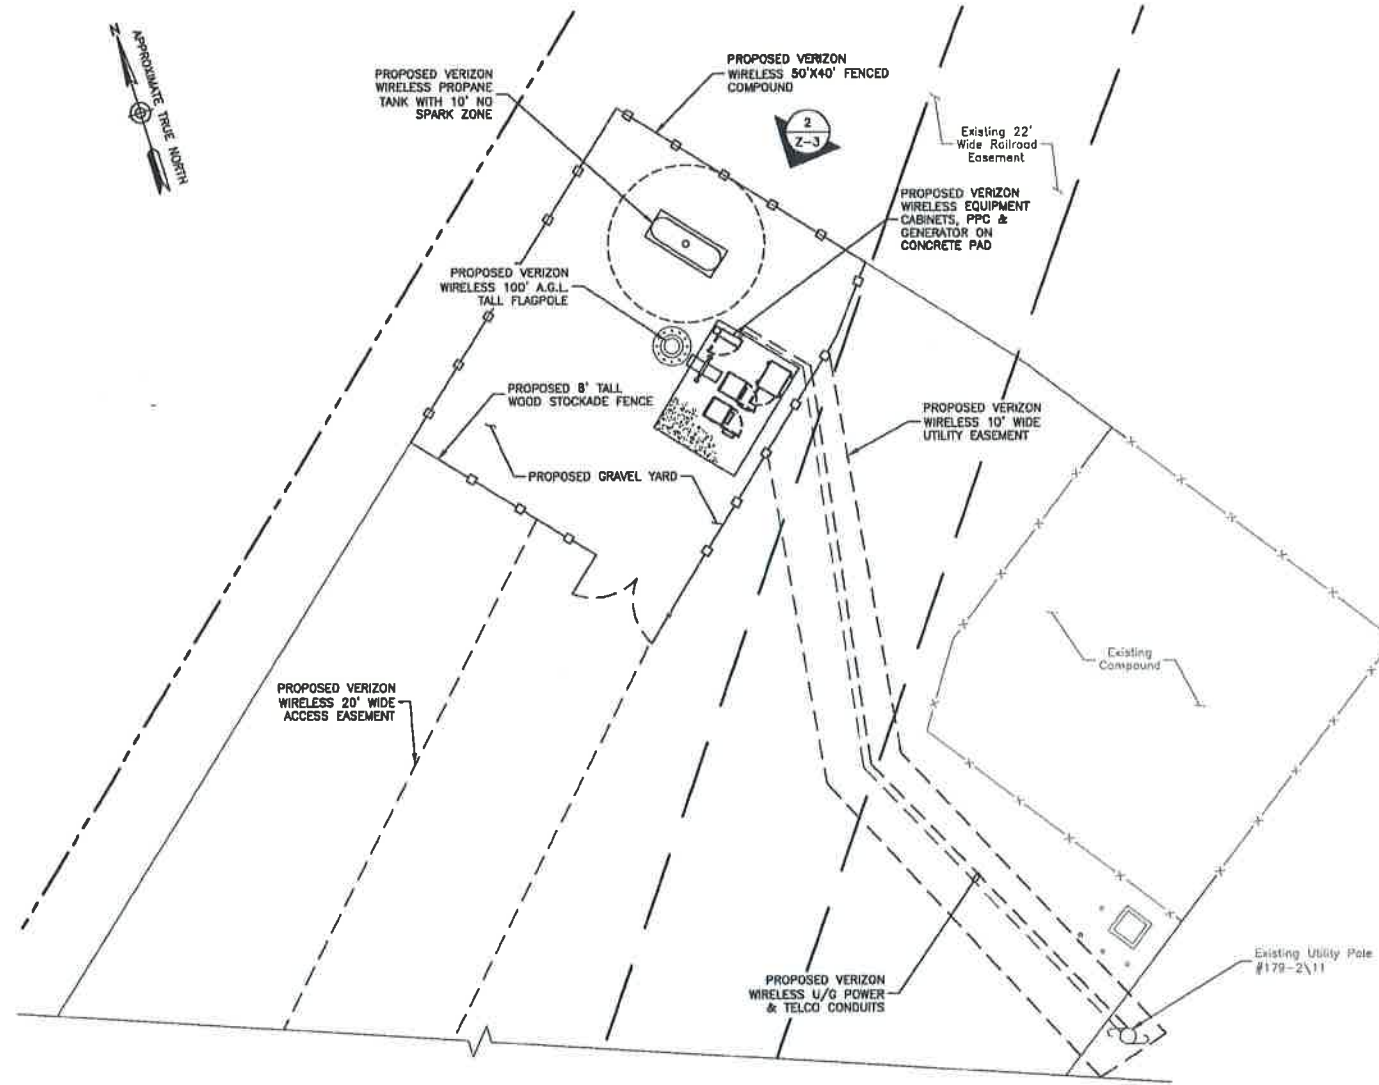 N
APPROXIMATE TRUE NORTH
PROPOSED VERIZON
WIRELESS PROPANE
TANK WITH 10' NO
SPARK ZONE
PROPOSED VERIZON
WIRELESS 50'X40' FENCED
COMPOUND
2
Z-3
Existing 22'
Wide Railroad
Easement
PROPOSED VERIZON
WIRELESS EQUIPMENT
CABINETS, PPC &
GENERATOR ON
CONCRETE PAD
PROPOSED VERIZON
WIRELESS 100' A.G.L.
TALL FLAGPOLE
PROPOSED 8' TALL
WOOD STOCKADE FENCE
PROPOSED VERIZON
WIRELESS 10' WIDE
UTILITY EASEMENT
PROPOSED GRAVEL YARD
Existing
Compound
PROPOSED VERIZON
WIRELESS 20' WIDE
ACCESS EASEMENT
PROPOSED VERIZON
WIRELESS U/G POWER
& TELCO CONDUITS
Existing Utility Pole
#179-2\11